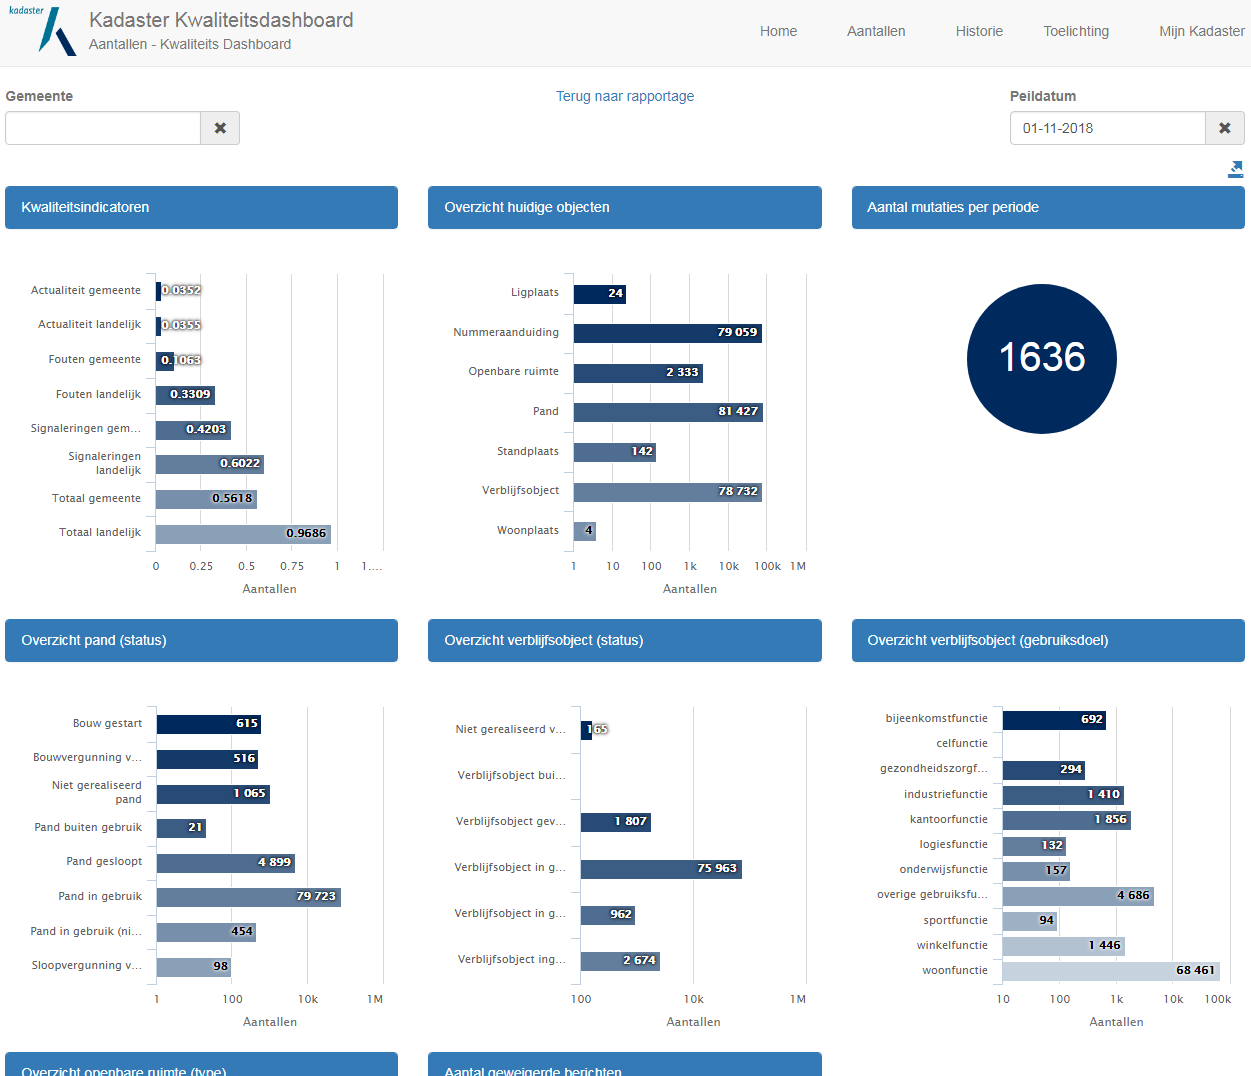 kadaster
Kadaster Kwaliteitsdashboard
Aantallen - Kwaliteits Dashboard
Home Aantallen Historie Toelichting Mijn Kadaster
Gemeente
Terug naar rapportage
Peildatum
01-11-2018
Kwaliteitsindicatoren
Actualiteit gemeente 0.0352
Actualiteit landelijk 0.0355
Fouten gemeente 0.1063
Fouten landelijk 0.3309
Signaleringen gem... 0.4203
Signaleringen
landelijk 0.6022
Totaal gemeente 0.5618
Totaal landelijk 0.9686
0 0.25 0.5 0.75 1 1....
Aantallen
Overzicht huidige objecten
Ligplaats 24
Nummeraanduiding 79 059
Openbare ruimte 2 333
Pand 81 427
Standplaats 142
Verblijfsobject 78 732
Woonplaats 4
1 10 100 1k 10k 100k 1M
Aantallen
Aantal mutaties per periode
1636
Overzicht pand (status)
Bouw gestart 615
Bouwvergunning v... 516
Niet gerealiseerd
pand 1 065
Pand buiten gebruik 21
Pand gesloopt 4 899
Pand in gebruik 79 723
Pand in gebruik (ni... 454
Sloopvergunning v... 98
1 100 10k 1M
Aantallen
Overzicht verblijfsobject (status)
Niet gerealiseerd v... 165
Verblijfsobject bui...
Verblijfsobject gev... 1 807
Verblijfsobject in g... 75 963
Verblijfsobject in g... 962
Verblijfsobject ing... 2 674
100 10k 1M
Aantallen
Overzicht verblijfsobject (gebruiksdoel)
bijeenkomstfunctie 692
celfunctie
gezondheidszorgf... 294
industriefunctie 1 410
kantoorfunctie 1 856
logiesfunctie 132
onderwijsfunctie 157
overige gebruiksfu... 4 686
sportfunctie 94
winkelfunctie 1 446
woonfunctie 68 461
10 100 1k 10k 100k
Aantallen
Overzicht openbare ruimte (type)
Aantal geweigerde berichten